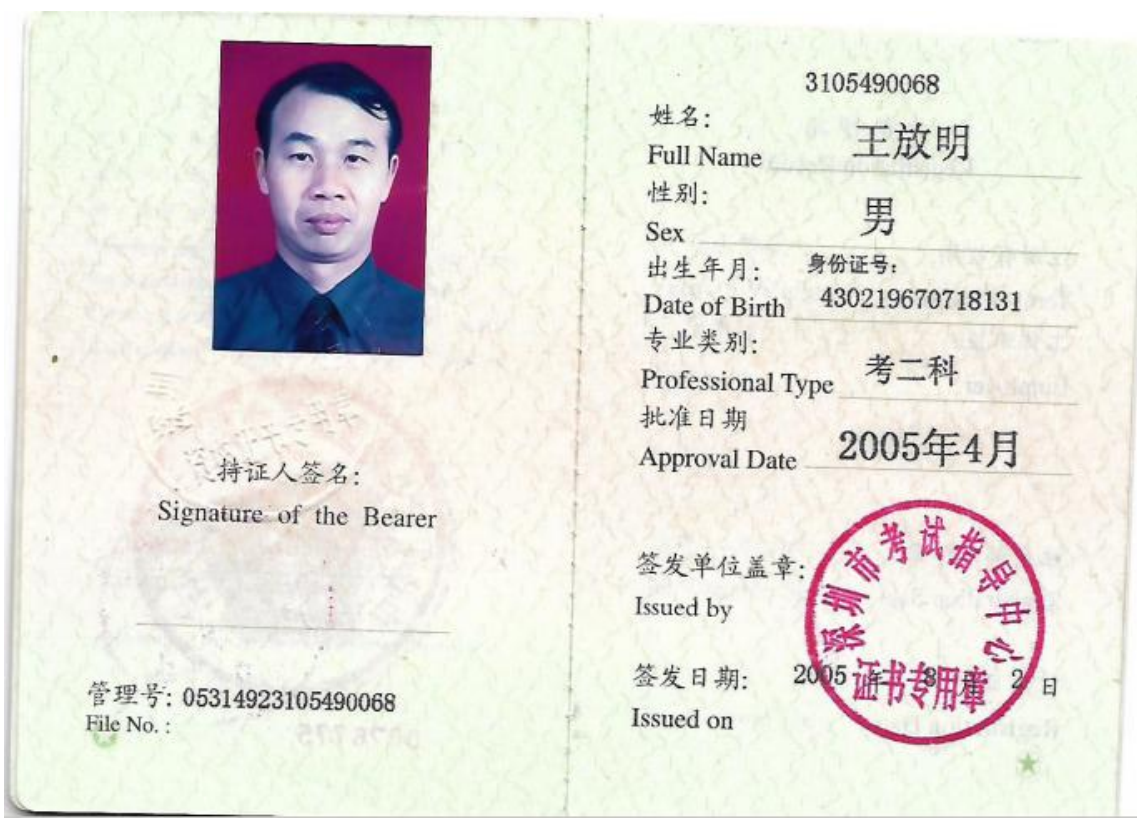 持证人签名:
Signature of the Bearer
管理号: 05314923105490068
File No. :
3105490068
姓名: 王放明
Full Name
性别: 男
Sex
出生年月: 身份证号:
Date of Birth 430219670718131
专业类别: 考二科
Professional Type
批准日期 2005年4月
Approval Date
签发单位盖章:
Issued by
深圳市考试指导中心
证书专用章
签发日期: 2005 年 8 月 2 日
Issued on